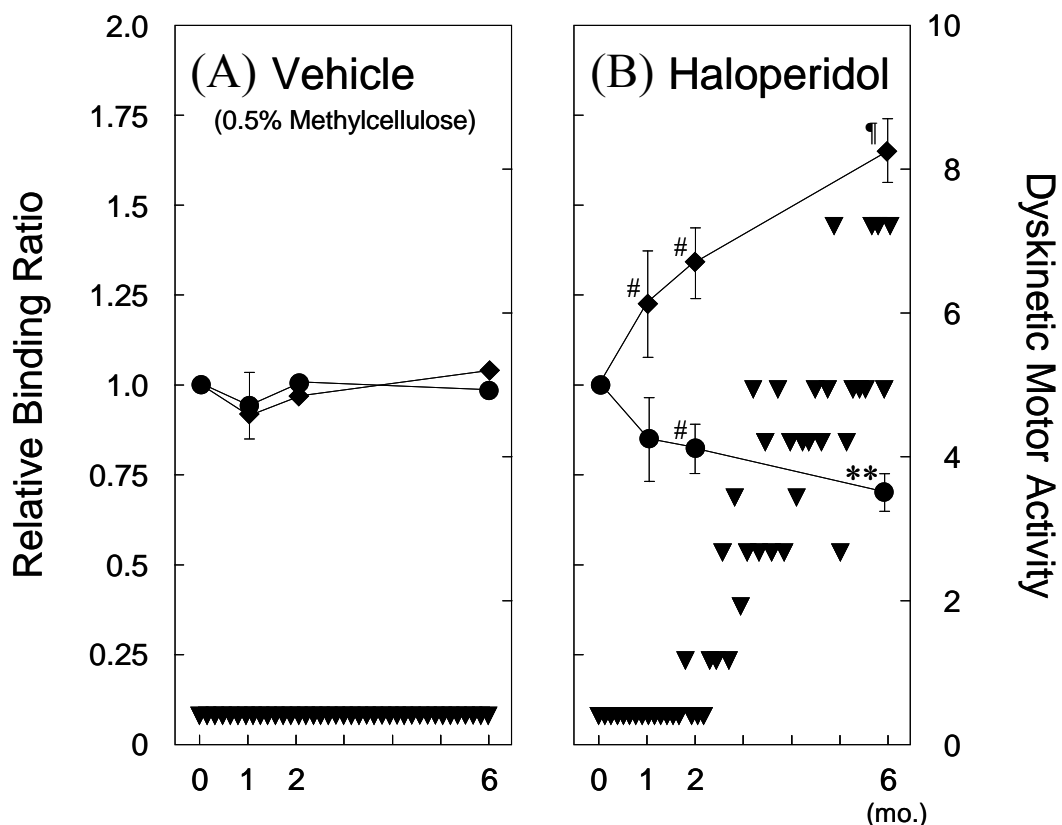 Relative Binding Ratio
2.0
1.75
1.5
1.25
1.0
0.75
0.5
0.25
0
(A) Vehicle
(0.5% Methylcellulose)
0 1 2 6
(B) Haloperidol
#
#
¶
#
**
0 1 2 6
(mo.)
10
8
6
4
2
0
Dyskinetic Motor Activity